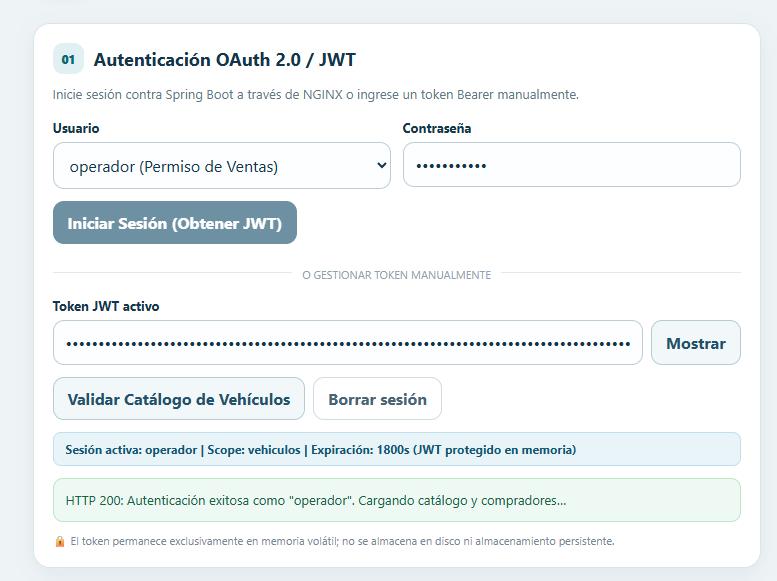 01 Autenticación OAuth 2.0 / JWT
Inicie sesión contra Spring Boot a través de NGINX o ingrese un token Bearer manualmente.
Usuario Contraseña
operador (Permiso de Ventas) •••••••••••
Iniciar Sesión (Obtener JWT)
O GESTIONAR TOKEN MANUALMENTE
Token JWT activo
Mostrar
Validar Catálogo de Vehículos Borrar sesión
Sesión activa: operador | Scope: vehiculos | Expiración: 1800s (JWT protegido en memoria)
HTTP 200: Autenticación exitosa como "operador". Cargando catálogo y compradores...
🔒 El token permanece exclusivamente en memoria volátil; no se almacena en disco ni almacenamiento persistente.